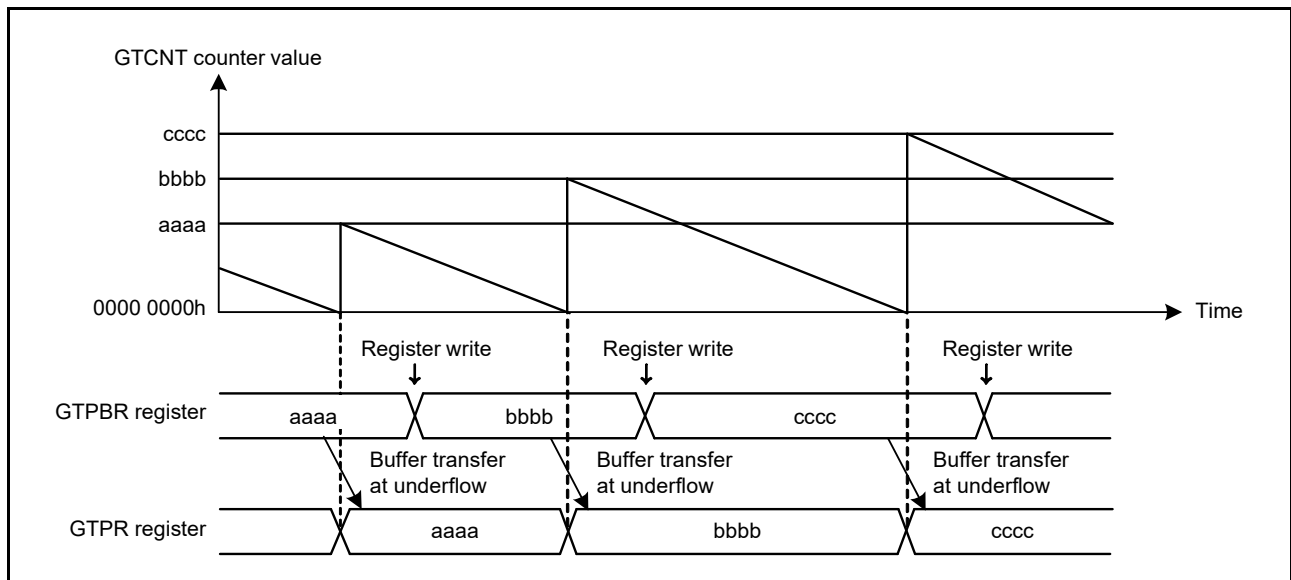 GTCNT counter value
cccc
bbbb
aaaa
0000 0000h
Time
Register write
Register write
Register write
GTPBR register
aaaa
bbbb
cccc
Buffer transfer
at underflow
Buffer transfer
at underflow
Buffer transfer
at underflow
GTPR register
aaaa
bbbb
cccc